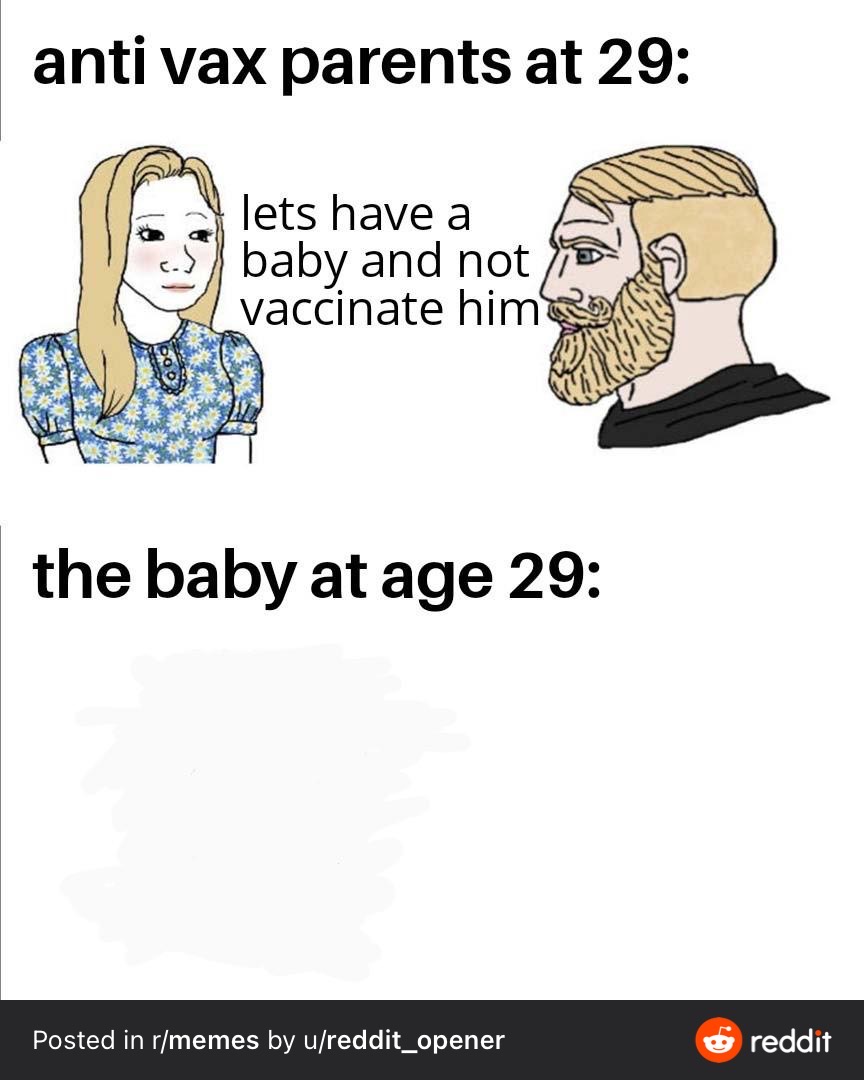 anti vax parents at 29:
lets have a
baby and not
vaccinate him
the baby at age 29:
Posted in r/memes by u/reddit_opener
reddit